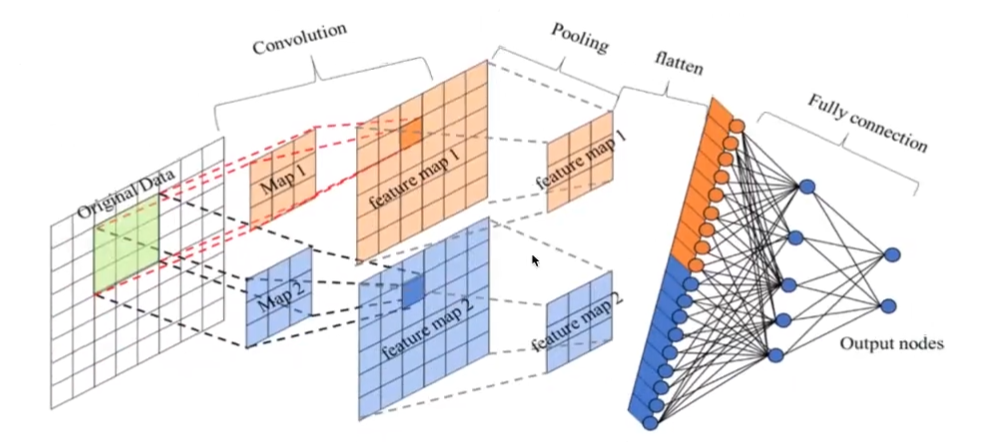 Convolution
Pooling
flatten
Fully connection
Original/Data
Map 1
feature map 1
feature map 1
Map 2
feature map 2
feature map 2
Output nodes